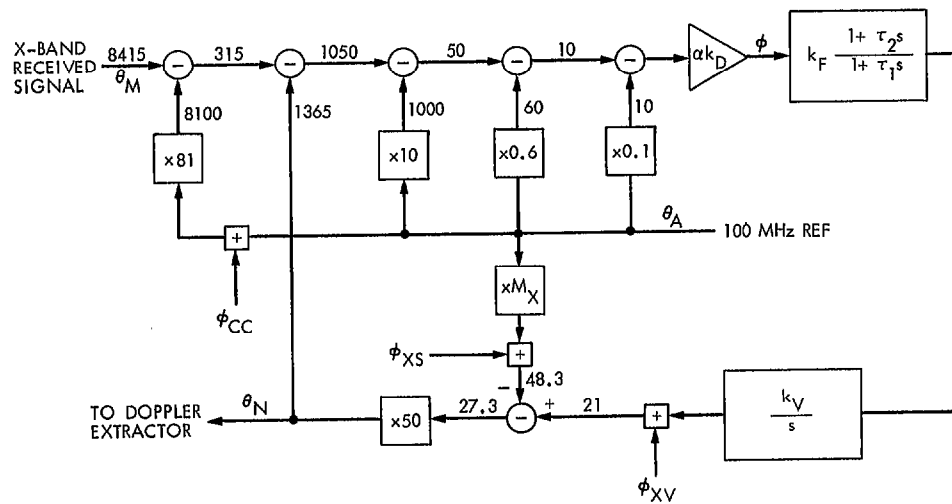 X-BAND
RECEIVED
SIGNAL
8415
θM
−
315
−
1050
−
50
−
10
−
αkD
ϕ
kF (1 + τ2s) / (1 + τ1s)
8100
1365
1000
60
10
×81
×10
×0.6
×0.1
θA
100 MHz REF
+
ϕCC
×MX
ϕXS
+
−
48.3
TO DOPPLER
EXTRACTOR
θN
×50
27.3
−
+
21
+
kV / s
ϕXV